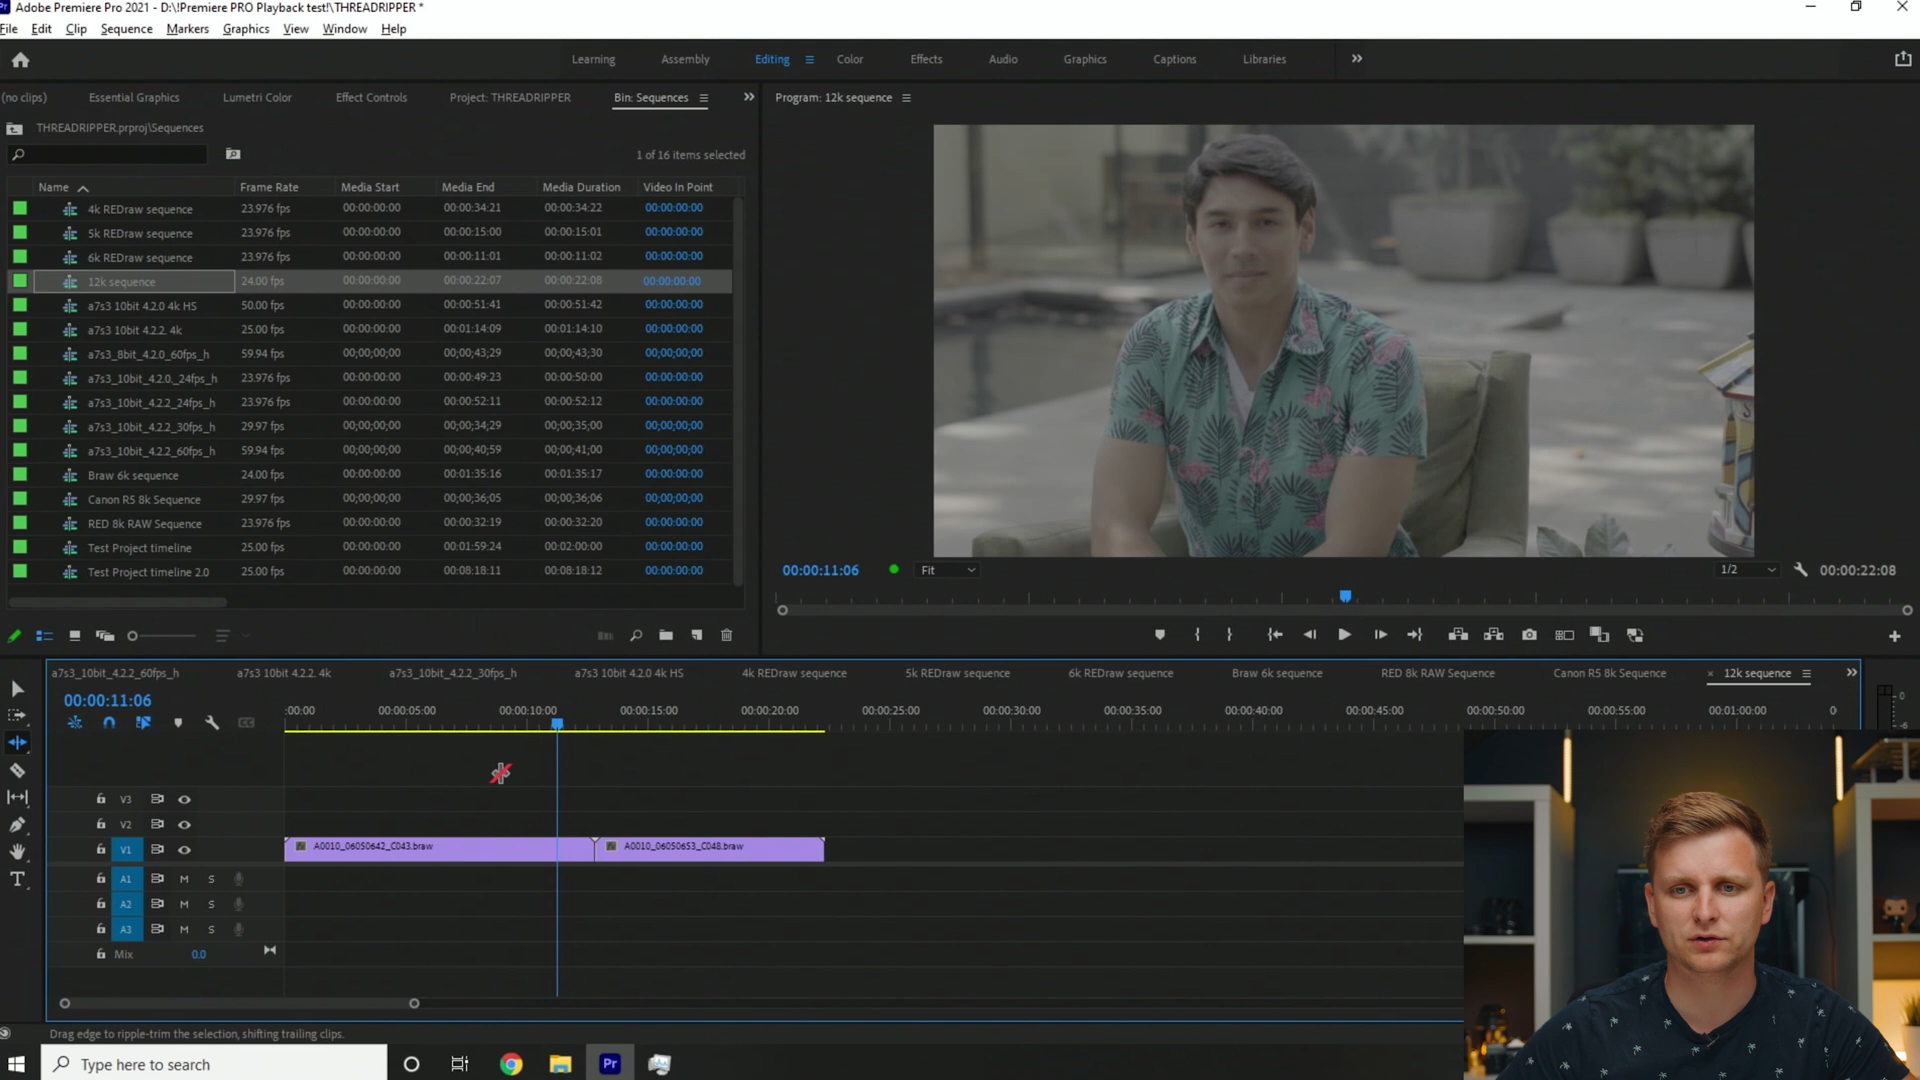 Adobe Premiere Pro 2021 - D:\!Premiere PRO Playback test!\THREADRIPPER *
File Edit Clip Sequence Markers Graphics View Window Help
Learning Assembly Editing Color Effects Audio Graphics Captions Libraries
(no clips) Essential Graphics Lumetri Color Effect Controls Project: THREADRIPPER Bin: Sequences
Program: 12k sequence
THREADRIPPER.prproj\Sequences
1 of 16 items selected
Name Frame Rate Media Start Media End Media Duration Video In Point
4k REDraw sequence 23.976 fps 00:00:00:00 00:00:34:21 00:00:34:22 00:00:00:00
5k REDraw sequence 23.976 fps 00:00:00:00 00:00:15:00 00:00:15:01 00:00:00:00
6k REDraw sequence 23.976 fps 00:00:00:00 00:00:11:01 00:00:11:02 00:00:00:00
12k sequence 24.00 fps 00:00:00:00 00:00:22:07 00:00:22:08 00:00:00:00
a7s3 10bit 4.2.0 4k HS 50.00 fps 00:00:00:00 00:00:51:41 00:00:51:42 00:00:00:00
a7s3 10bit 4.2.2. 4k 25.00 fps 00:00:00:00 00:01:14:09 00:01:14:10 00:00:00:00
a7s3_8bit_4.2.0_60fps_h 59.94 fps 00;00;00;00 00;00;43;29 00;00;43;30 00;00;00;00
a7s3_10bit_4.2.0._24fps_h 23.976 fps 00:00:00:00 00:00:49:23 00:00:50:00 00:00:00:00
a7s3_10bit_4.2.2_24fps_h 23.976 fps 00:00:00:00 00:00:52:11 00:00:52:12 00:00:00:00
a7s3_10bit_4.2.2_30fps_h 29.97 fps 00;00;00;00 00;00;34;29 00;00;35;00 00;00;00;00
a7s3_10bit_4.2.2_60fps_h 59.94 fps 00;00;00;00 00;00;40;59 00;00;41;00 00;00;00;00
Braw 6k sequence 24.00 fps 00:00:00:00 00:01:35:16 00:01:35:17 00:00:00:00
Canon R5 8k Sequence 29.97 fps 00;00;00;00 00;00;36;05 00;00;36;06 00;00;00;00
RED 8k RAW Sequence 23.976 fps 00:00:00:00 00:00:32:19 00:00:32:20 00:00:00:00
Test Project timeline 25.00 fps 00:00:00:00 00:01:59:24 00:02:00:00 00:00:00:00
Test Project timeline 2.0 25.00 fps 00:00:00:00 00:08:18:11 00:08:18:12 00:00:00:00
00:00:11:06 Fit 1/2 00:00:22:08
a7s3_10bit_4.2.2_60fps_h a7s3 10bit 4.2.2. 4k a7s3_10bit_4.2.2_30fps_h a7s3 10bit 4.2.0 4k HS 4k REDraw sequence 5k REDraw sequence 6k REDraw sequence Braw 6k sequence RED 8k RAW Sequence Canon R5 8k Sequence × 12k sequence
00:00:11:06
:00:00 00:00:05:00 00:00:10:00 00:00:15:00 00:00:20:00 00:00:25:00 00:00:30:00 00:00:35:00 00:00:40:00 00:00:45:00 00:00:50:00 00:00:55:00 00:01:00:00 0
0
-6
V3
V2
V1 A0010_06050642_C043.braw A0010_06050653_C048.braw
A1 M S
A2 M S
A3 M S
Mix 0.0
Drag edge to ripple-trim the selection, shifting trailing clips.
Type here to search
Pr